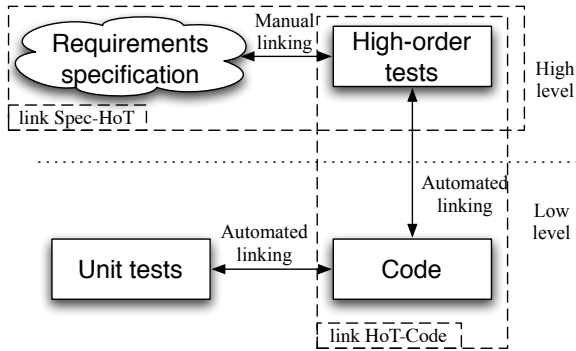 Requirements
specification
Manual
linking
High-order
tests
High
level
link Spec-HoT
Automated
linking
Low
level
Unit tests
Automated
linking
Code
link HoT-Code